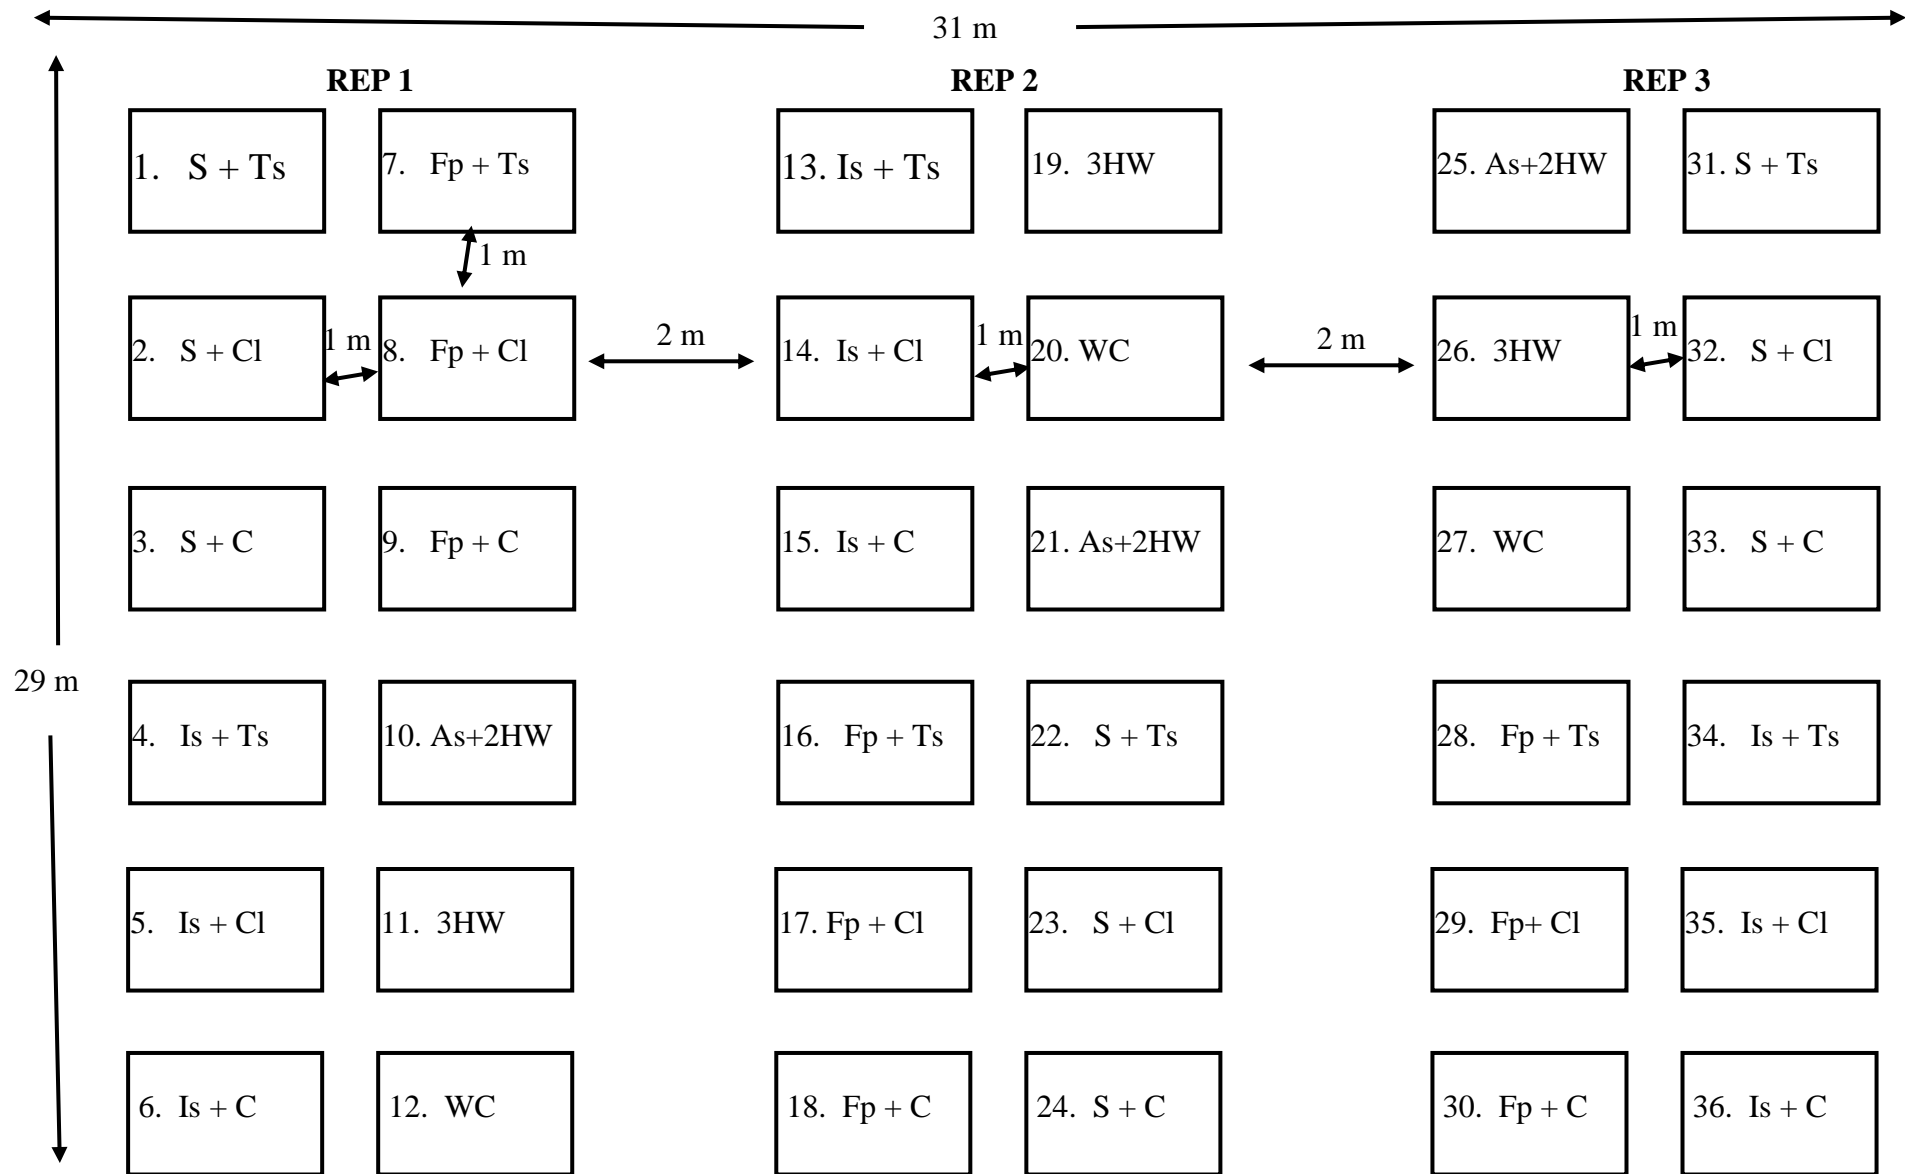 31 m
REP 1 REP 2 REP 3
1. S + Ts 7. Fp + Ts 13. Is + Ts 19. 3HW 25. As+2HW 31. S + Ts
1 m
2. S + Cl 1 m 8. Fp + Cl 2 m 14. Is + Cl 1 m 20. WC 2 m 26. 3HW 1 m 32. S + Cl
3. S + C 9. Fp + C 15. Is + C 21. As+2HW 27. WC 33. S + C
29 m
4. Is + Ts 10. As+2HW 16. Fp + Ts 22. S + Ts 28. Fp + Ts 34. Is + Ts
5. Is + Cl 11. 3HW 17. Fp + Cl 23. S + Cl 29. Fp+ Cl 35. Is + Cl
6. Is + C 12. WC 18. Fp + C 24. S + C 30. Fp + C 36. Is + C